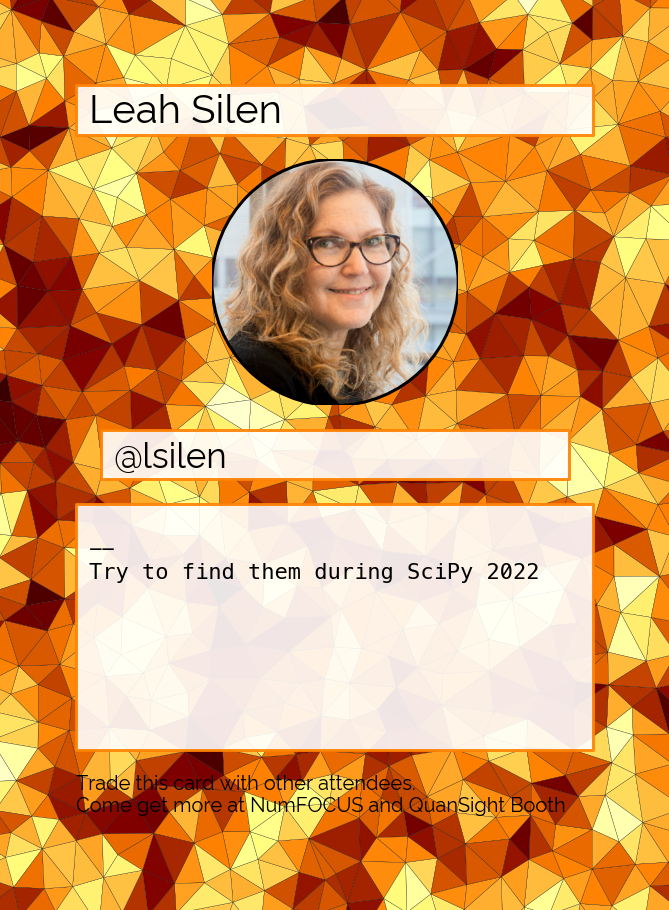 Leah Silen
@lsilen
——
Try to find them during SciPy 2022
Trade this card with other attendees.
Come get more at NumFOCUS and QuanSight Booth